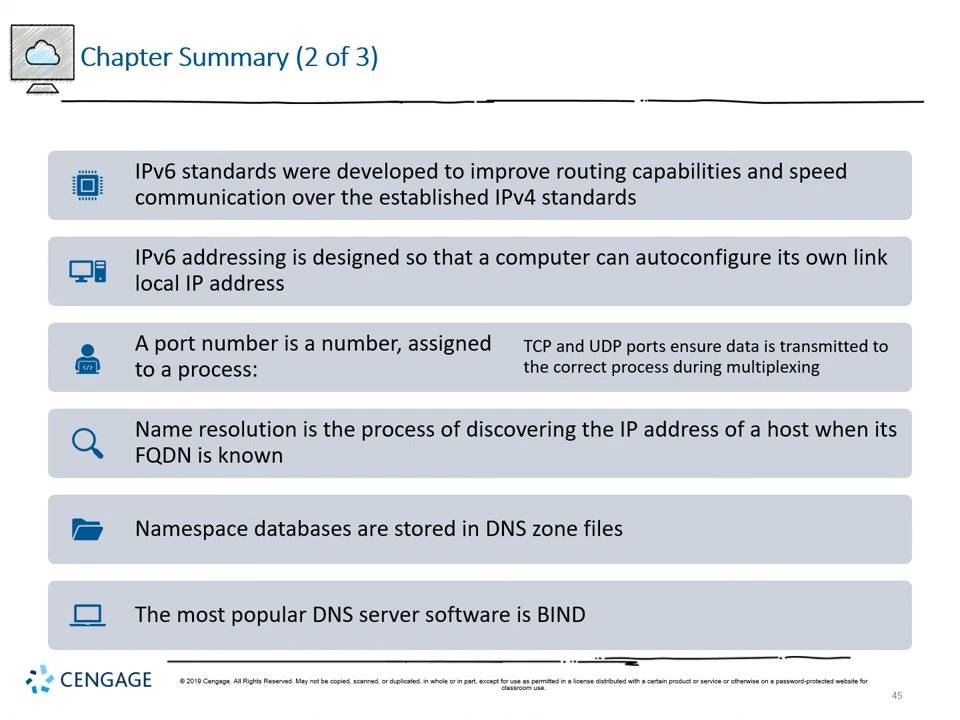 Chapter Summary (2 of 3)
IPv6 standards were developed to improve routing capabilities and speed
communication over the established IPv4 standards
IPv6 addressing is designed so that a computer can autoconfigure its own link
local IP address
A port number is a number, assigned
to a process:
TCP and UDP ports ensure data is transmitted to
the correct process during multiplexing
Name resolution is the process of discovering the IP address of a host when its
FQDN is known
Namespace databases are stored in DNS zone files
The most popular DNS server software is BIND
CENGAGE
© 2019 Cengage. All Rights Reserved. May not be copied, scanned, or duplicated, in whole or in part, except for use as permitted in a license distributed with a certain product or service or otherwise on a password-protected website for
classroom use.
45